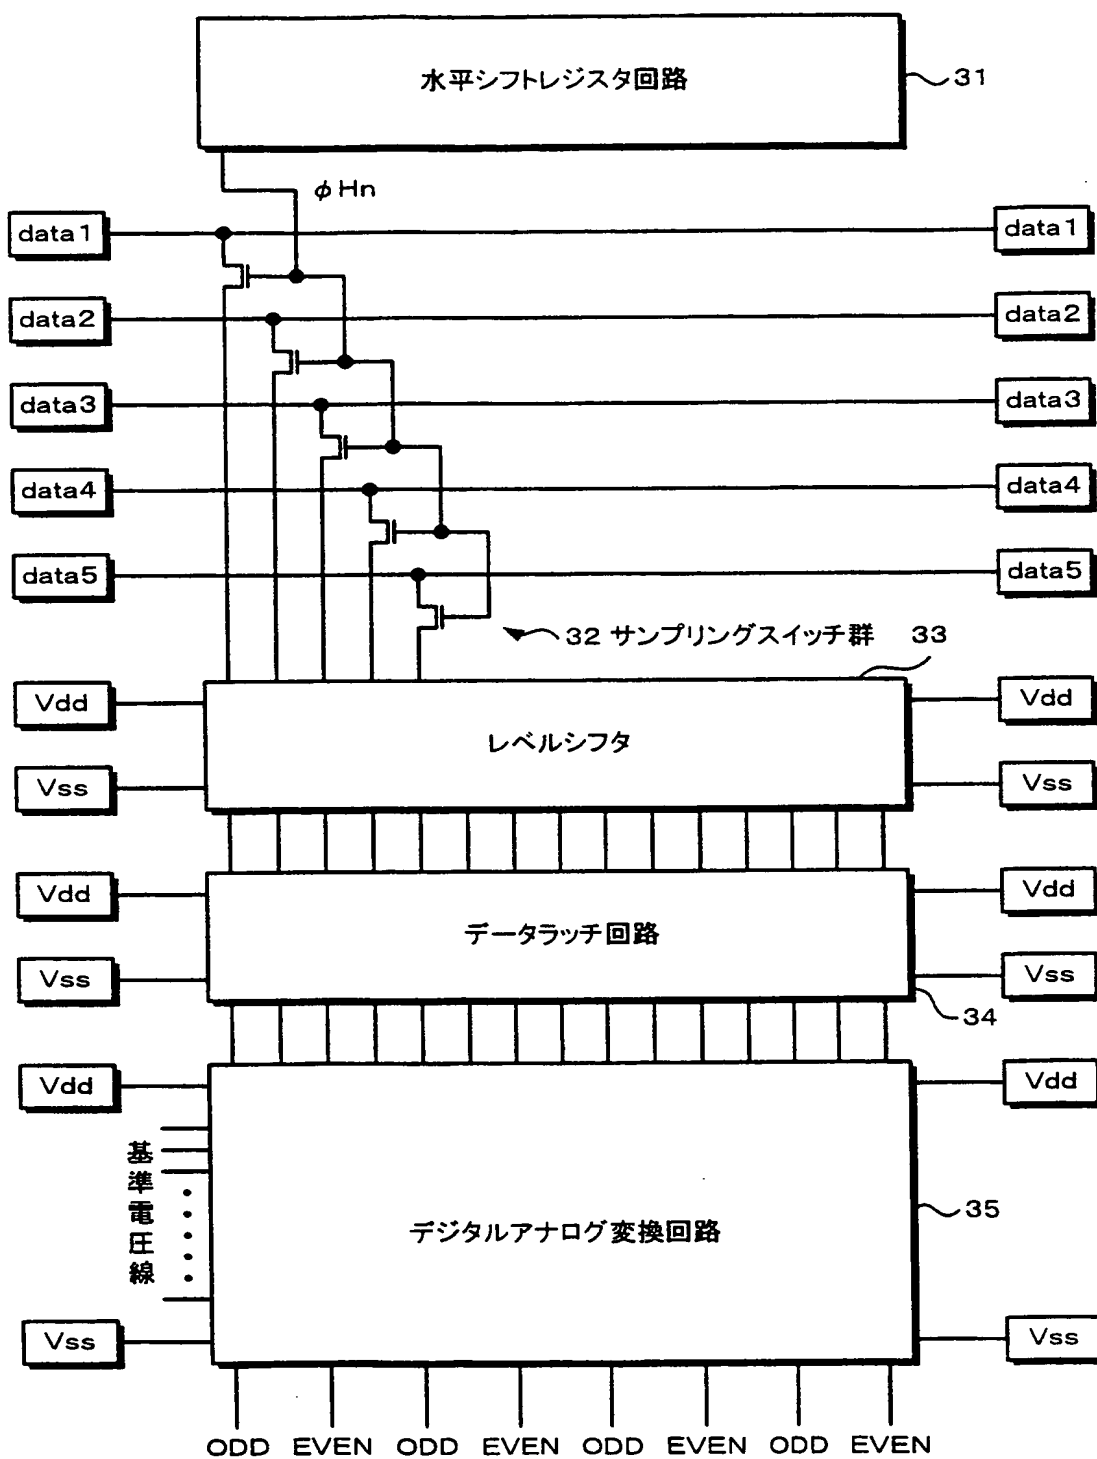 水平シフトレジスタ回路
31
φHn
data1
data1
data2
data2
data3
data3
data4
data4
data5
data5
32 サンプリングスイッチ群
33
Vdd
レベルシフタ
Vdd
Vss
Vss
Vdd
データラッチ回路
Vdd
Vss
Vss
34
Vdd
Vdd
基準電圧線
デジタルアナログ変換回路
35
Vss
Vss
ODD EVEN ODD EVEN ODD EVEN ODD EVEN